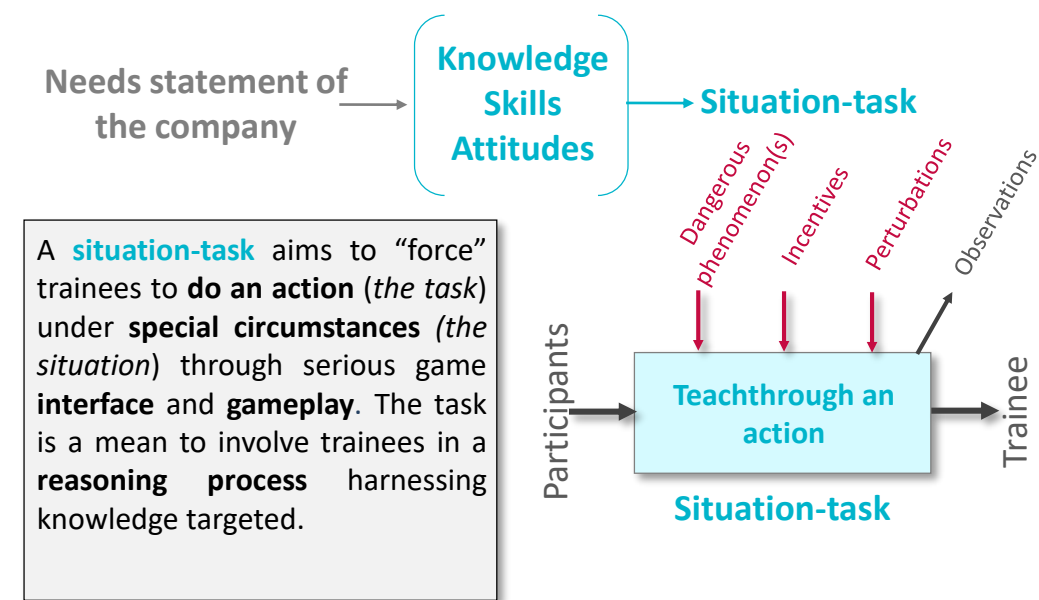 Needs statement of
the company
Knowledge
Skills
Attitudes
Situation-task
Dangerous
phenomenon(s)
Incentives
Perturbations
Observations
A situation-task aims to “force”
trainees to do an action (the task)
under special circumstances (the
situation) through serious game
interface and gameplay. The task
is a mean to involve trainees in a
reasoning process harnessing
knowledge targeted.
Participants
Teachthrough an
action
Trainee
Situation-task